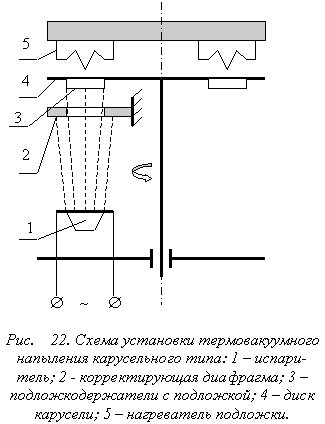 5
4
3
2
1
~
Рис. 22. Схема установки термовакуумного
напыления карусельного типа: 1 – испари-
тель; 2 - корректирующая диафрагма; 3 –
подложкодержатели с подложкой; 4 – диск
карусели; 5 – нагреватель подложки.